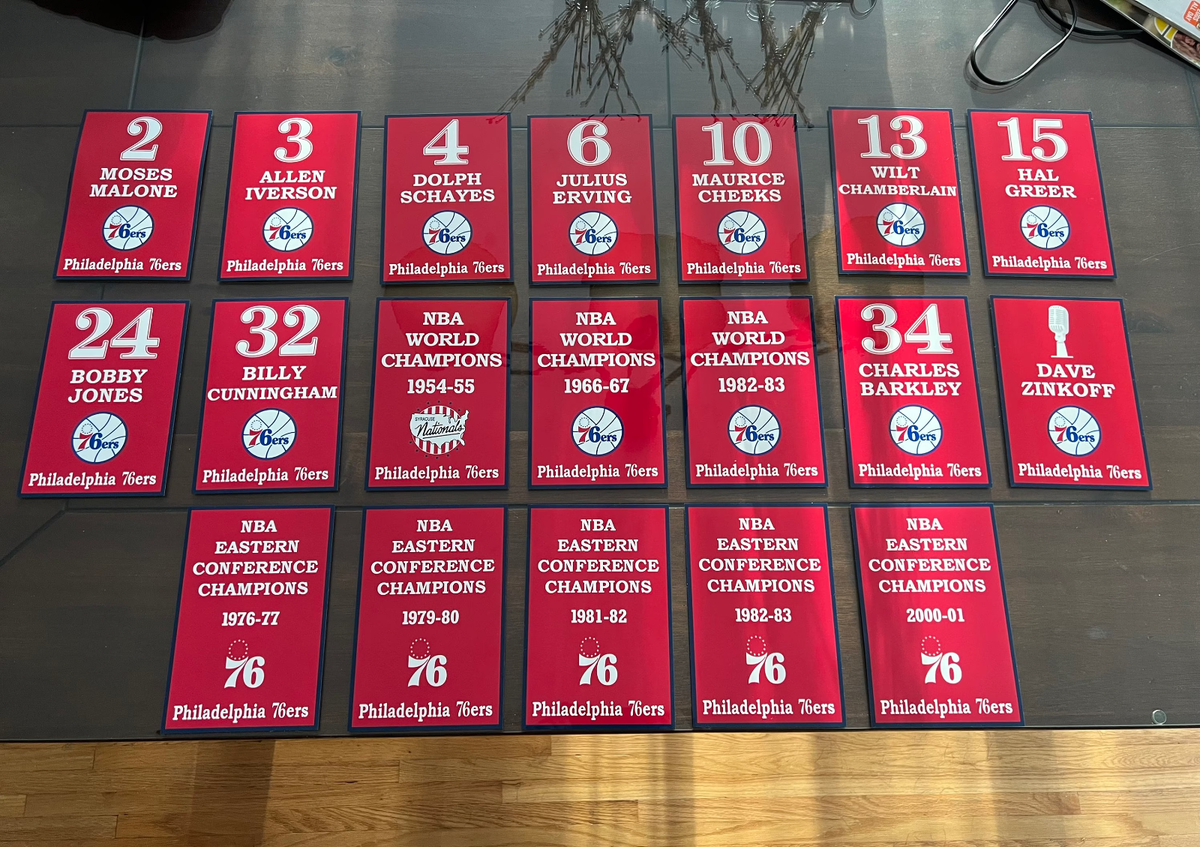 2
MOSES
MALONE
76ers
Philadelphia 76ers
3
ALLEN
IVERSON
76ers
Philadelphia 76ers
4
DOLPH
SCHAYES
76ers
Philadelphia 76ers
6
JULIUS
ERVING
76ers
Philadelphia 76ers
10
MAURICE
CHEEKS
76ers
Philadelphia 76ers
13
WILT
CHAMBERLAIN
76ers
Philadelphia 76ers
15
HAL
GREER
76ers
Philadelphia 76ers
24
BOBBY
JONES
76ers
Philadelphia 76ers
32
BILLY
CUNNINGHAM
76ers
Philadelphia 76ers
NBA
WORLD
CHAMPIONS
1954-55
SYRACUSE
Nationals
Philadelphia 76ers
NBA
WORLD
CHAMPIONS
1966-67
76ers
Philadelphia 76ers
NBA
WORLD
CHAMPIONS
1982-83
76ers
Philadelphia 76ers
34
CHARLES
BARKLEY
76ers
Philadelphia 76ers
DAVE
ZINKOFF
76ers
Philadelphia 76ers
NBA
EASTERN
CONFERENCE
CHAMPIONS
1976-77
76
Philadelphia 76ers
NBA
EASTERN
CONFERENCE
CHAMPIONS
1979-80
76
Philadelphia 76ers
NBA
EASTERN
CONFERENCE
CHAMPIONS
1981-82
76
Philadelphia 76ers
NBA
EASTERN
CONFERENCE
CHAMPIONS
1982-83
76
Philadelphia 76ers
NBA
EASTERN
CONFERENCE
CHAMPIONS
2000-01
76
Philadelphia 76ers